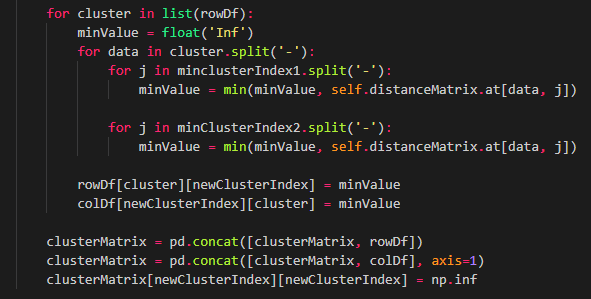 for cluster in list(rowDf):
minValue = float('Inf')
for data in cluster.split('-'):
for j in minclusterIndex1.split('-'):
minValue = min(minValue, self.distanceMatrix.at[data, j])
for j in minClusterIndex2.split('-'):
minValue = min(minValue, self.distanceMatrix.at[data, j])
rowDf[cluster][newClusterIndex] = minValue
colDf[newClusterIndex][cluster] = minValue
clusterMatrix = pd.concat([clusterMatrix, rowDf])
clusterMatrix = pd.concat([clusterMatrix, colDf], axis=1)
clusterMatrix[newClusterIndex][newClusterIndex] = np.inf